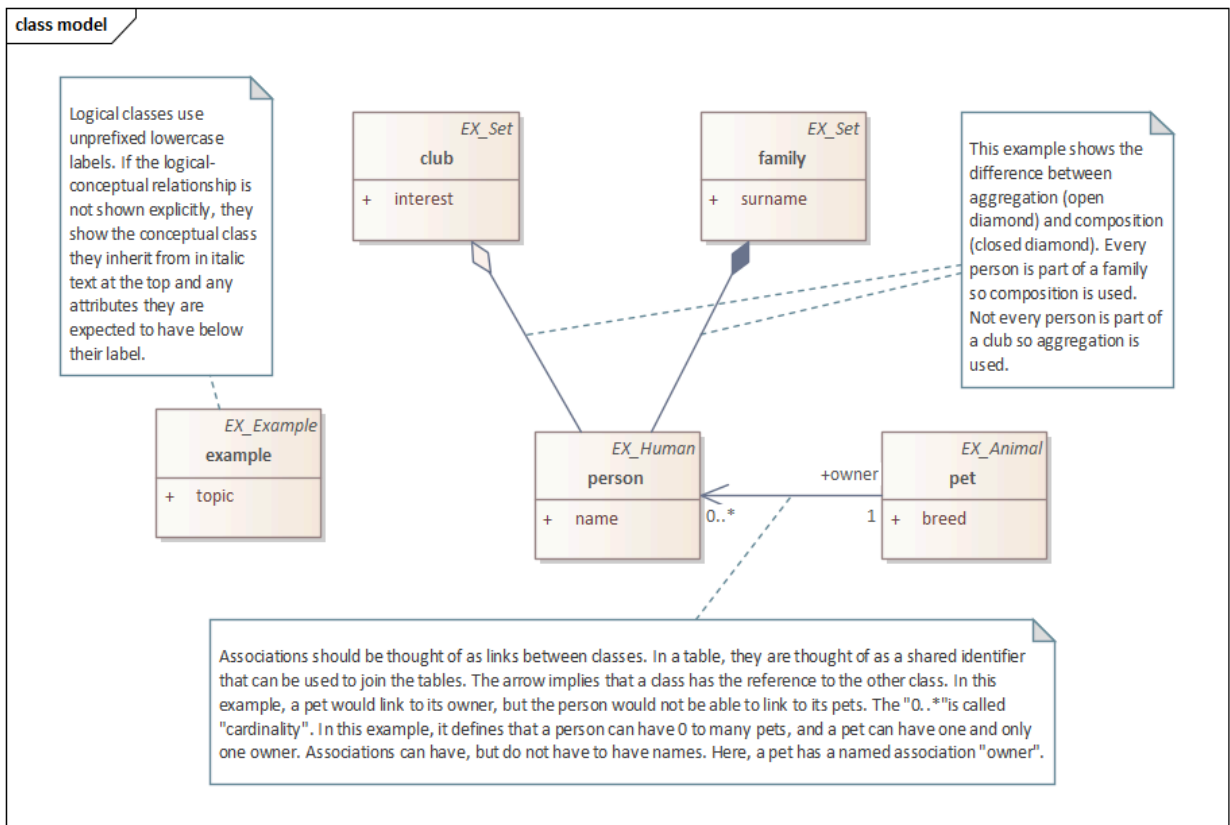 class model
Logical classes use
unprefixed lowercase
labels. If the logical-
conceptual relationship is
not shown explicitly, they
show the conceptual class
they inherit from in italic
text at the top and any
attributes they are
expected to have below
their label.
EX_Set
club
+ interest
EX_Set
family
+ surname
This example shows the
difference between
aggregation (open
diamond) and composition
(closed diamond). Every
person is part of a family
so composition is used.
Not every person is part of
a club so aggregation is
used.
EX_Example
example
+ topic
EX_Human
person
+ name
+owner
0..*
1
EX_Animal
pet
+ breed
Associations should be thought of as links between classes. In a table, they are thought of as a shared identifier
that can be used to join the tables. The arrow implies that a class has the reference to the other class. In this
example, a pet would link to its owner, but the person would not be able to link to its pets. The "0..*"is called
"cardinality". In this example, it defines that a person can have 0 to many pets, and a pet can have one and only
one owner. Associations can have, but do not have to have names. Here, a pet has a named association "owner".